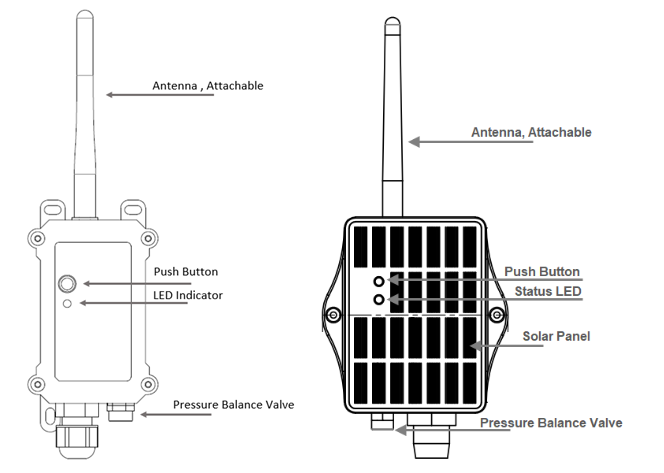 Antenna , Attachable
Push Button
LED Indicator
Pressure Balance Valve
Antenna, Attachable
Push Button
Status LED
Solar Panel
Pressure Balance Valve